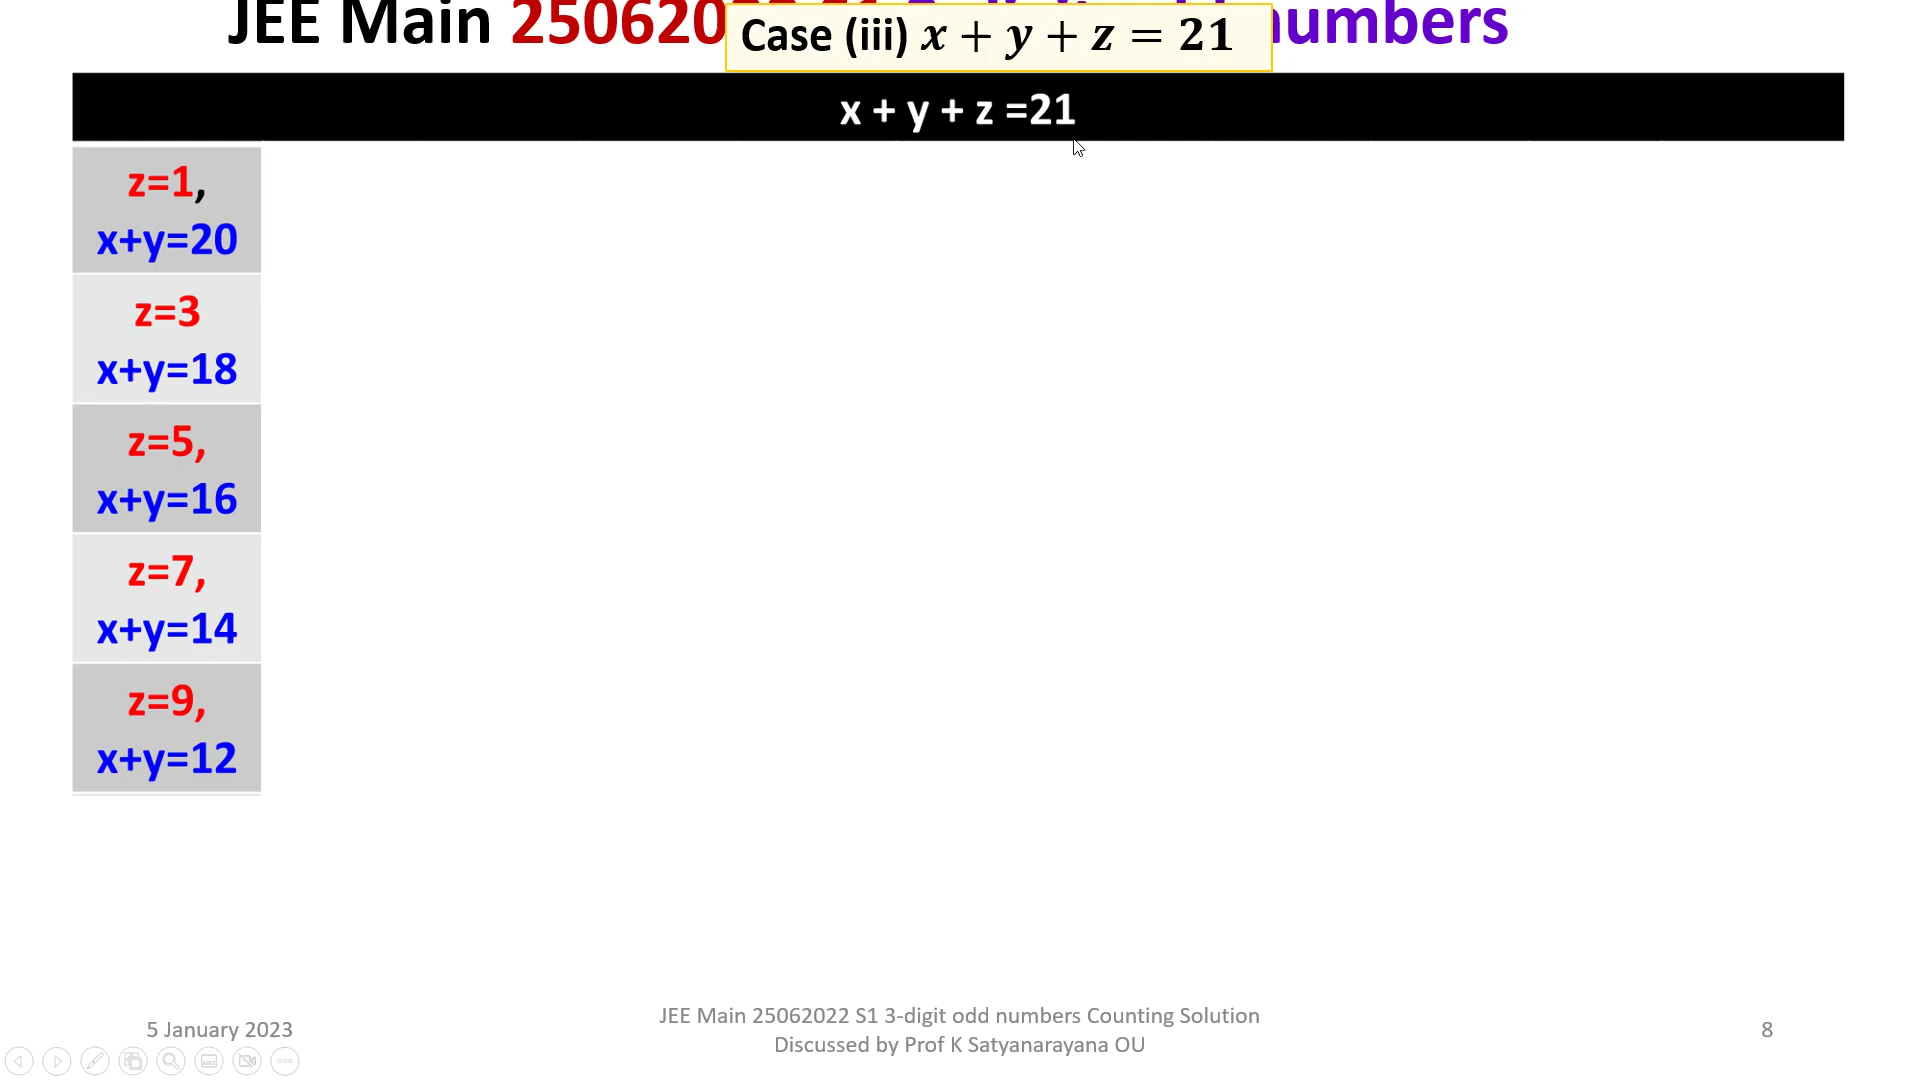 JEE Main 250620
umbers
Case (iii) x + y + z = 21
x + y + z =21
z=1,
x+y=20
z=3
x+y=18
z=5,
x+y=16
z=7,
x+y=14
z=9,
x+y=12
5 January 2023
JEE Main 25062022 S1 3-digit odd numbers Counting Solution
Discussed by Prof K Satyanarayana OU
8